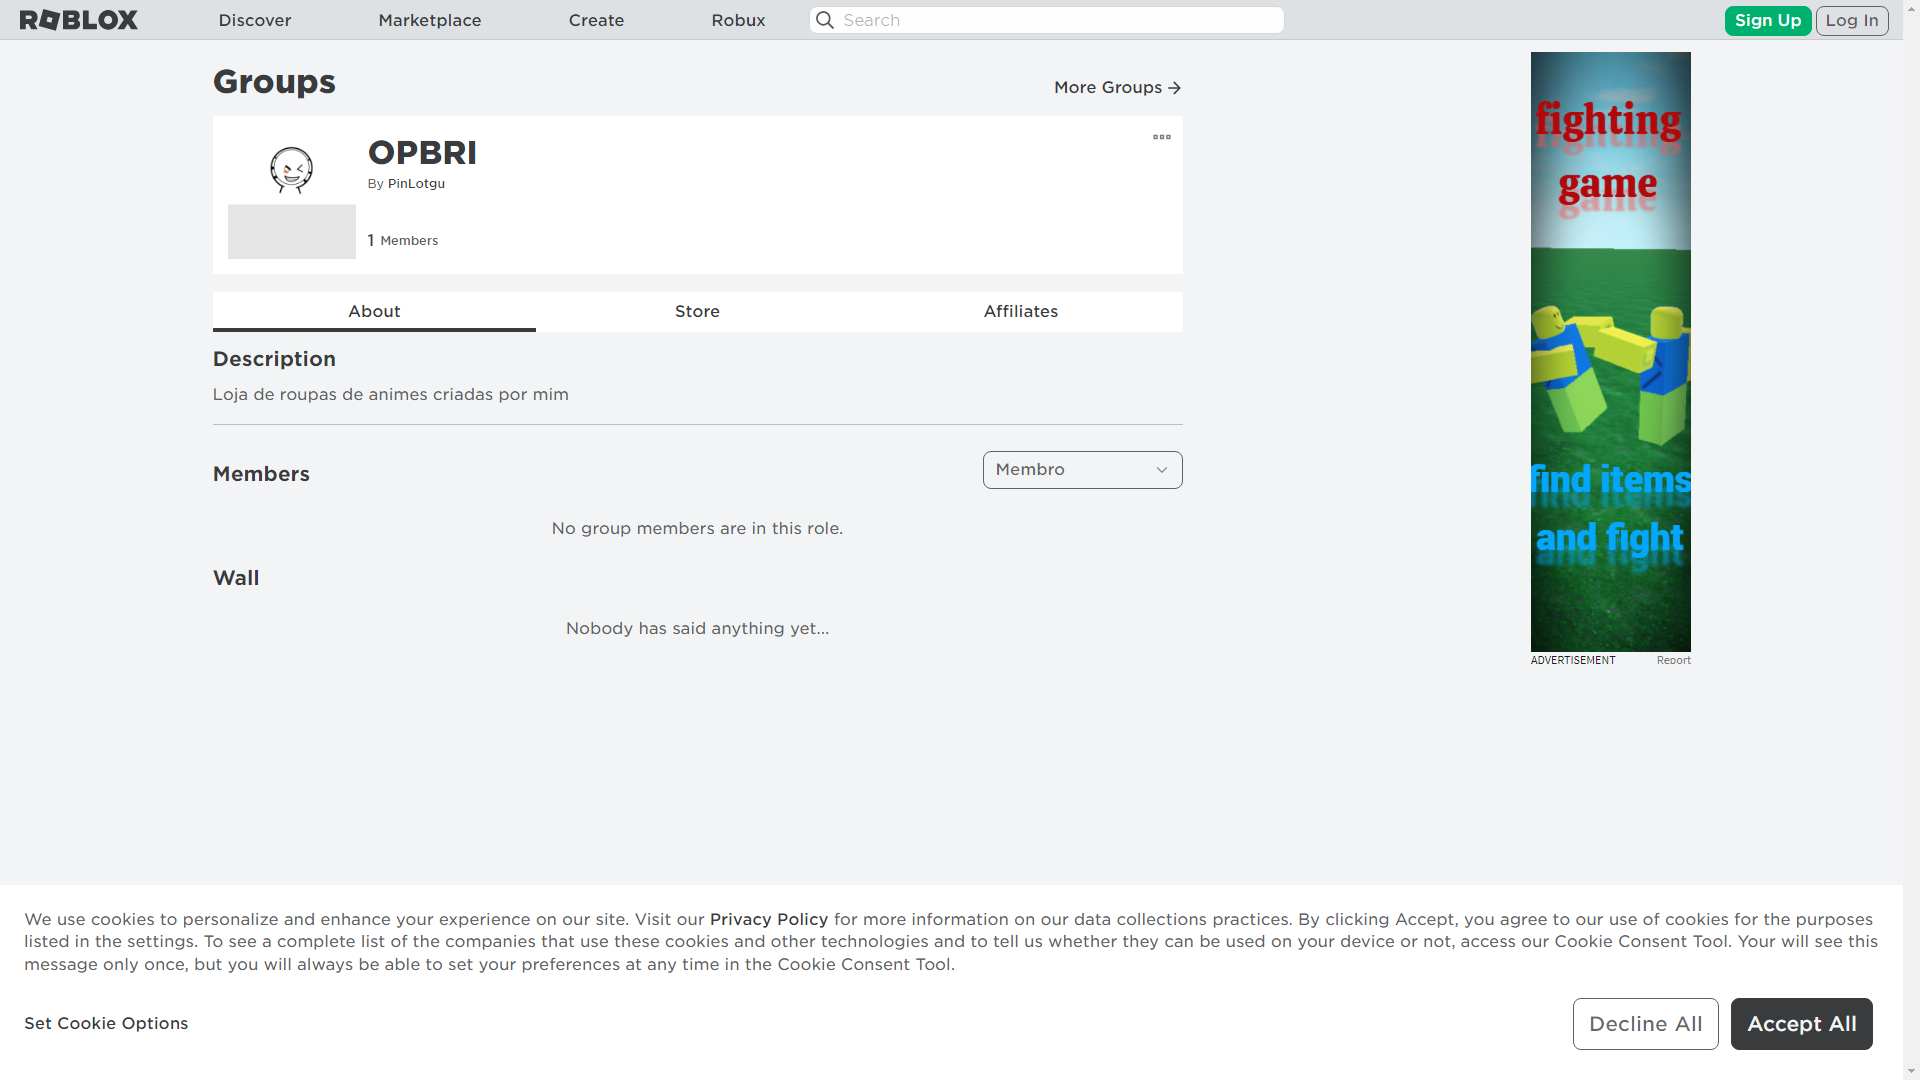 ROBLOX
Discover
Marketplace
Create
Robux
Search
Sign Up
Log In
Groups
More Groups
OPBRI
By PinLotgu
1 Members
About
Store
Affiliates
Description
Loja de roupas de animes criadas por mim
Members
Membro
No group members are in this role.
Wall
Nobody has said anything yet...
fighting
game
find items
and fight
ADVERTISEMENT
Report
We use cookies to personalize and enhance your experience on our site. Visit our Privacy Policy for more information on our data collections practices. By clicking Accept, you agree to our use of cookies for the purposes
listed in the settings. To see a complete list of the companies that use these cookies and other technologies and to tell us whether they can be used on your device or not, access our Cookie Consent Tool. Your will see this
message only once, but you will always be able to set your preferences at any time in the Cookie Consent Tool.
Set Cookie Options
Decline All
Accept All